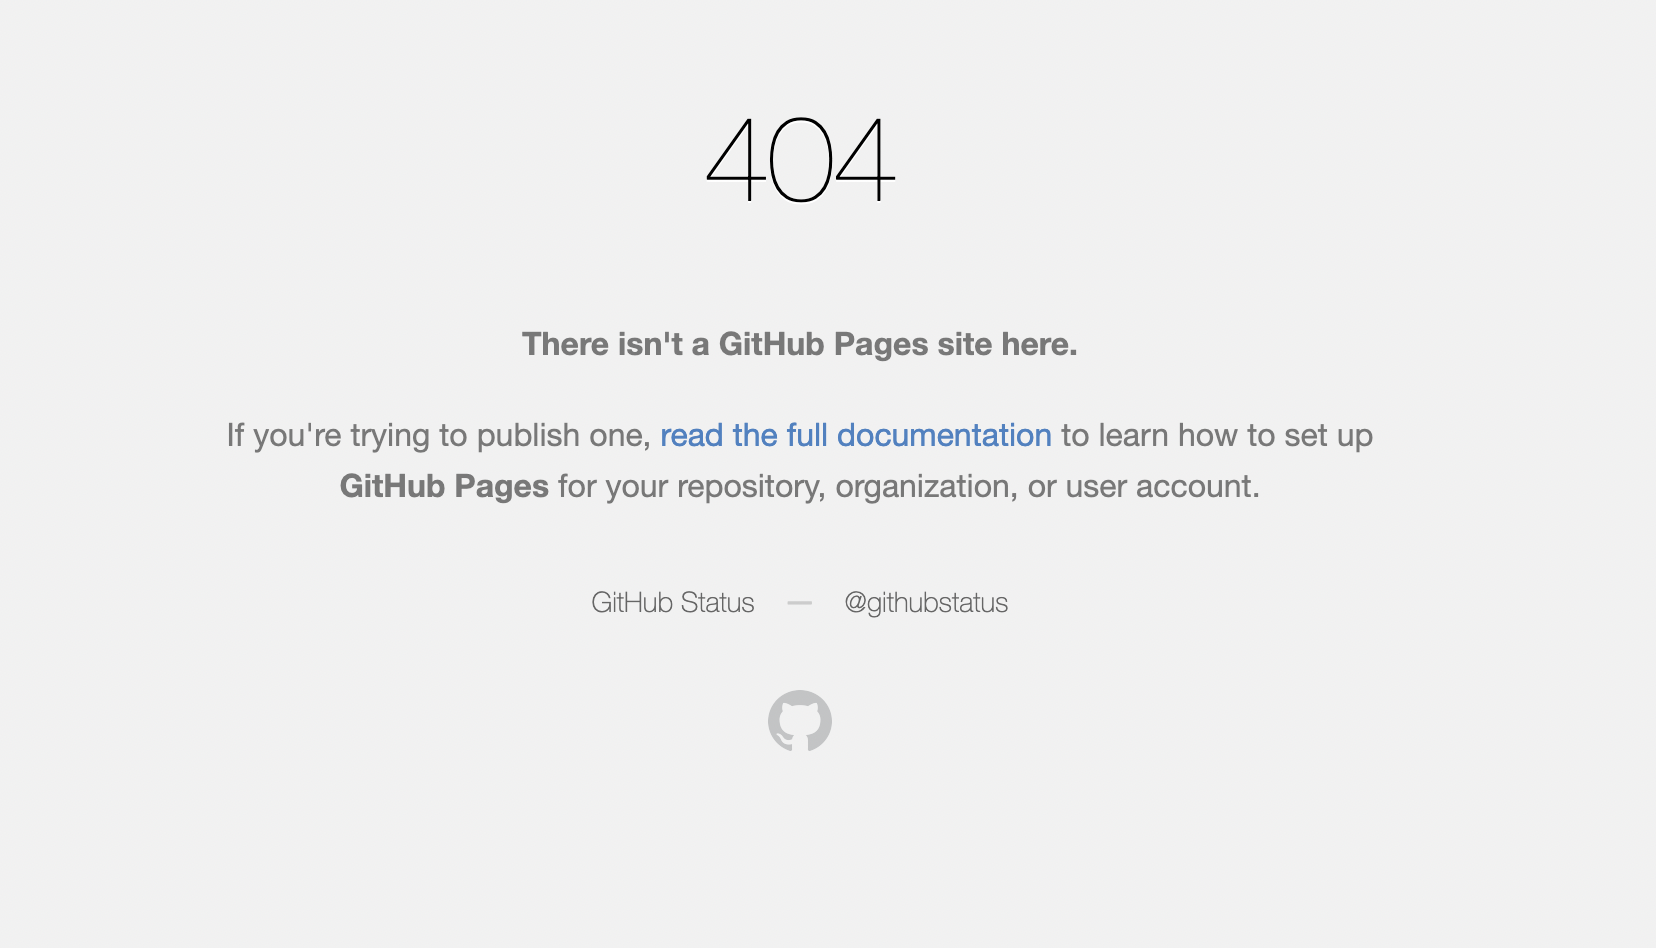 404
There isn't a GitHub Pages site here.
If you're trying to publish one, read the full documentation to learn how to set up
GitHub Pages for your repository, organization, or user account.
GitHub Status — @githubstatus